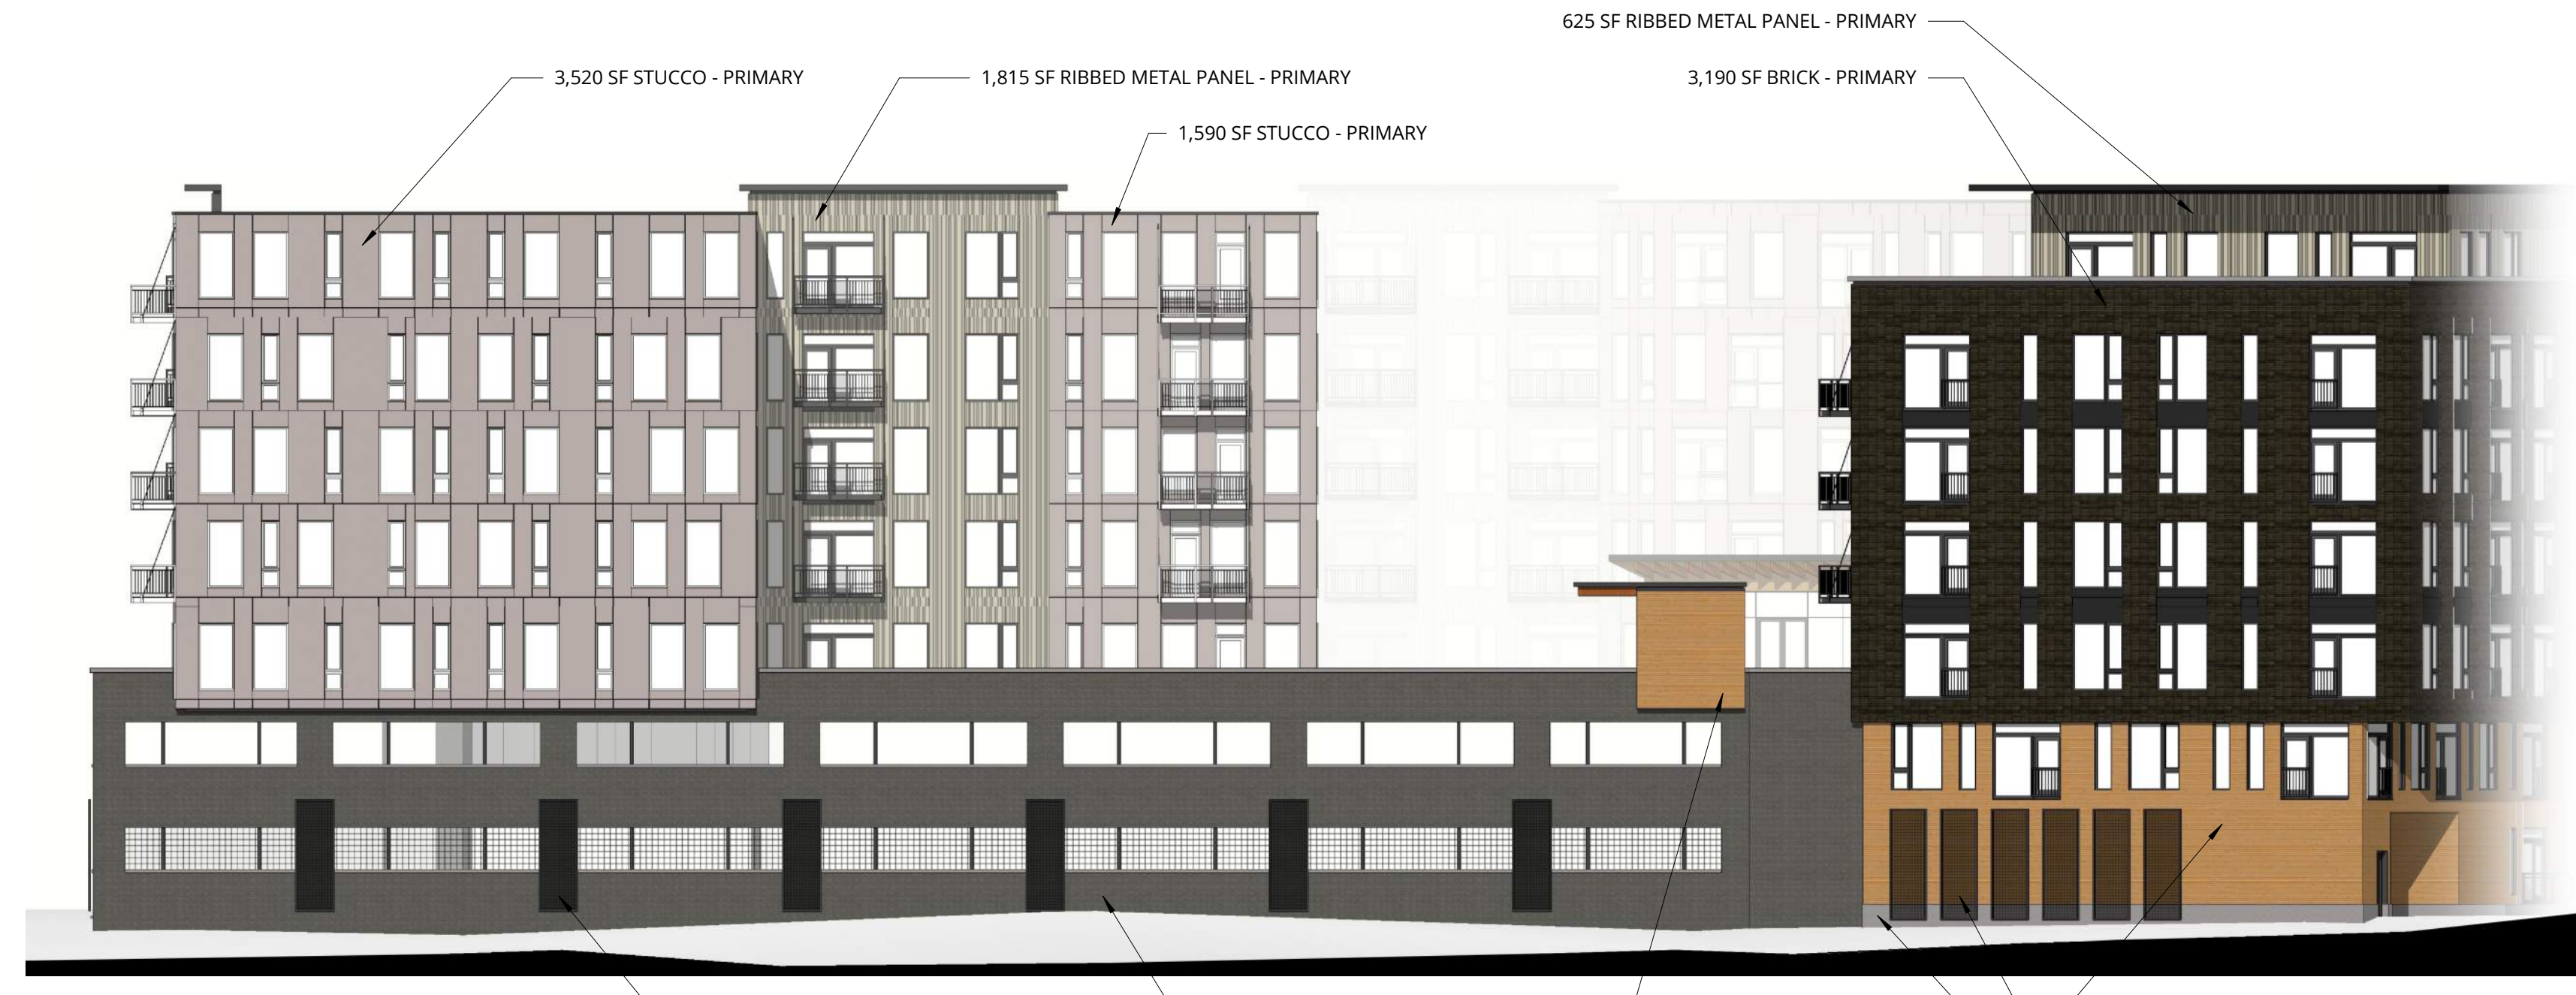 625 SF RIBBED METAL PANEL - PRIMARY
3,520 SF STUCCO - PRIMARY
1,815 SF RIBBED METAL PANEL - PRIMARY
3,190 SF BRICK - PRIMARY
1,590 SF STUCCO - PRIMARY